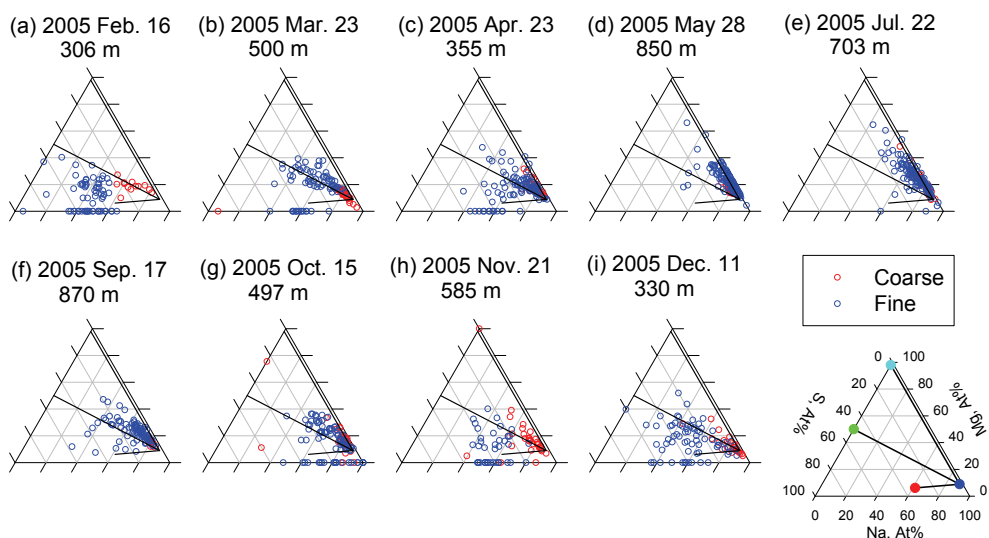 (a) 2005 Feb. 16
306 m
(b) 2005 Mar. 23
500 m
(c) 2005 Apr. 23
355 m
(d) 2005 May 28
850 m
(e) 2005 Jul. 22
703 m
(f) 2005 Sep. 17
870 m
(g) 2005 Oct. 15
497 m
(h) 2005 Nov. 21
585 m
(i) 2005 Dec. 11
330 m
Coarse
Fine
0 100
20 80
40 60
60 40
80 20
100 0
S, At%
Mg, At%
0 20 40 60 80 100
Na, At%